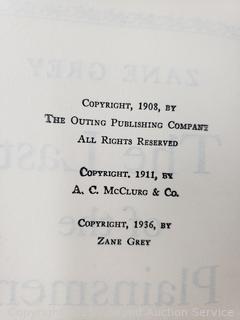 Copyright, 1908, by
The Outing Publishing Company
All Rights Reserved
Copyright. 1911, by
A. C. McClurg & Co.
Copyright, 1936, by
Zane Grey